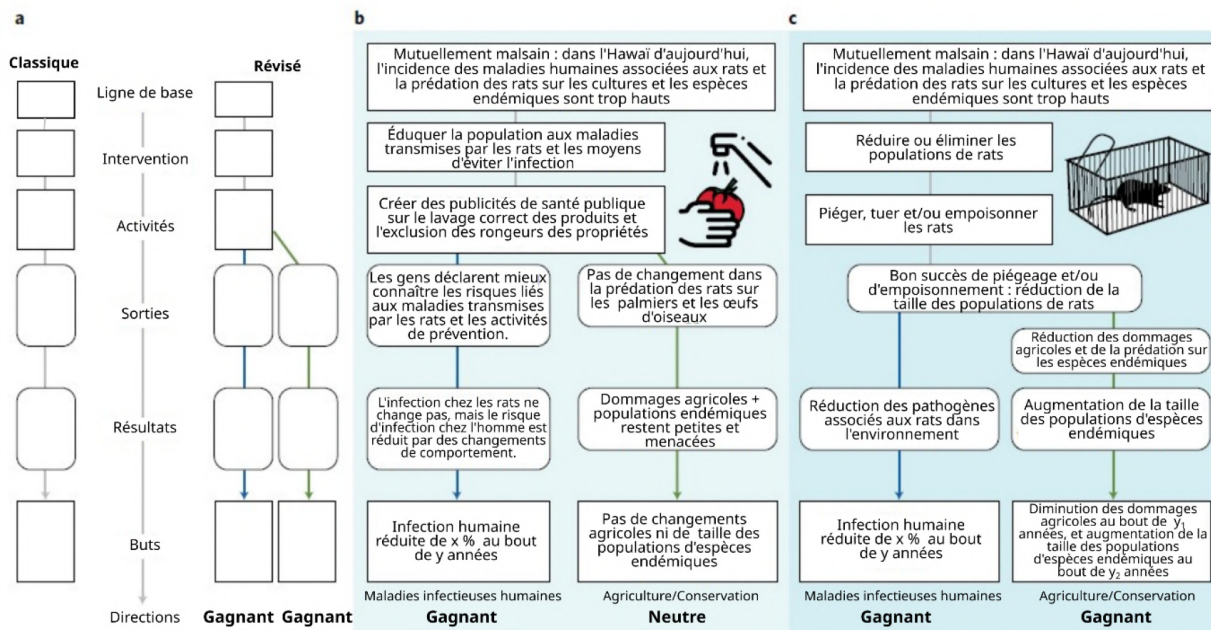 a
Classique
Révisé
Ligne de base
Intervention
Activités
Sorties
Résultats
Buts
Directions
Gagnant
Gagnant
b
Mutuellement malsain : dans l'Hawaï d'aujourd'hui,
l'incidence des maladies humaines associées aux rats et
la prédation des rats sur les cultures et les espèces
endémiques sont trop hauts
Éduquer la population aux maladies
transmises par les rats et les moyens
d'éviter l'infection
Créer des publicités de santé publique
sur le lavage correct des produits et
l'exclusion des rongeurs des propriétés
Les gens déclarent mieux
connaître les risques liés
aux maladies transmises
par les rats et les activités
de prévention.
Pas de changement dans
la prédation des rats sur
les palmiers et les œufs
d'oiseaux
L'infection chez les rats ne
change pas, mais le risque
d'infection chez l'homme est
réduit par des changements
de comportement.
Dommages agricoles +
populations endémiques
restent petites et
menacées
Infection humaine
réduite de x % au bout
de y années
Pas de changements
agricoles ni de taille des
populations d'espèces
endémiques
Maladies infectieuses humaines
Gagnant
Agriculture/Conservation
Neutre
c
Mutuellement malsain : dans l'Hawaï d'aujourd'hui,
l'incidence des maladies humaines associées aux rats et
la prédation des rats sur les cultures et les espèces
endémiques sont trop hauts
Réduire ou éliminer les
populations de rats
Piéger, tuer et/ou empoisonner
les rats
Bon succès de piégeage et/ou
d'empoisonnement : réduction de la
taille des populations de rats
Réduction des dommages
agricoles et de la prédation sur
les espèces endémiques
Réduction des pathogènes
associés aux rats dans
l'environnement
Augmentation de la taille
des populations d'espèces
endémiques
Infection humaine
réduite de x % au bout
de y années
Diminution des dommages
agricoles au bout de y₁
années, et augmentation de la
taille des populations
d'espèces endémiques au
bout de y₂ années
Maladies infectieuses humaines
Gagnant
Agriculture/Conservation
Gagnant